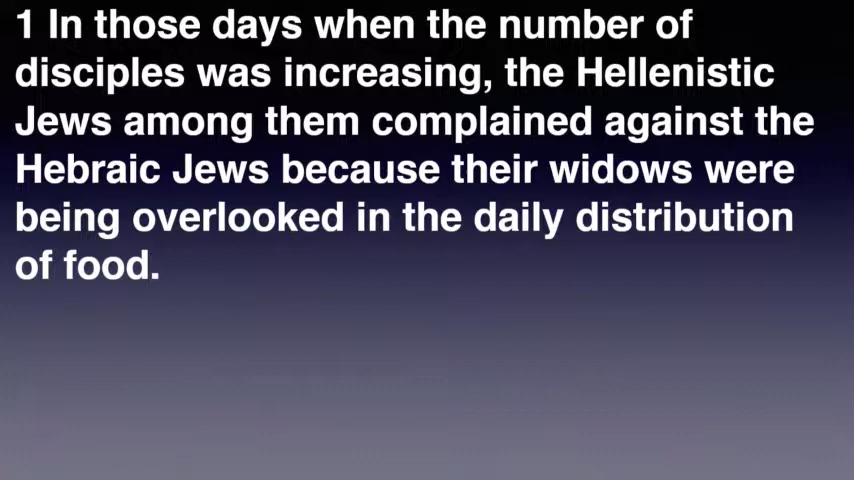 1 In those days when the number of
disciples was increasing, the Hellenistic
Jews among them complained against the
Hebraic Jews because their widows were
being overlooked in the daily distribution
of food.